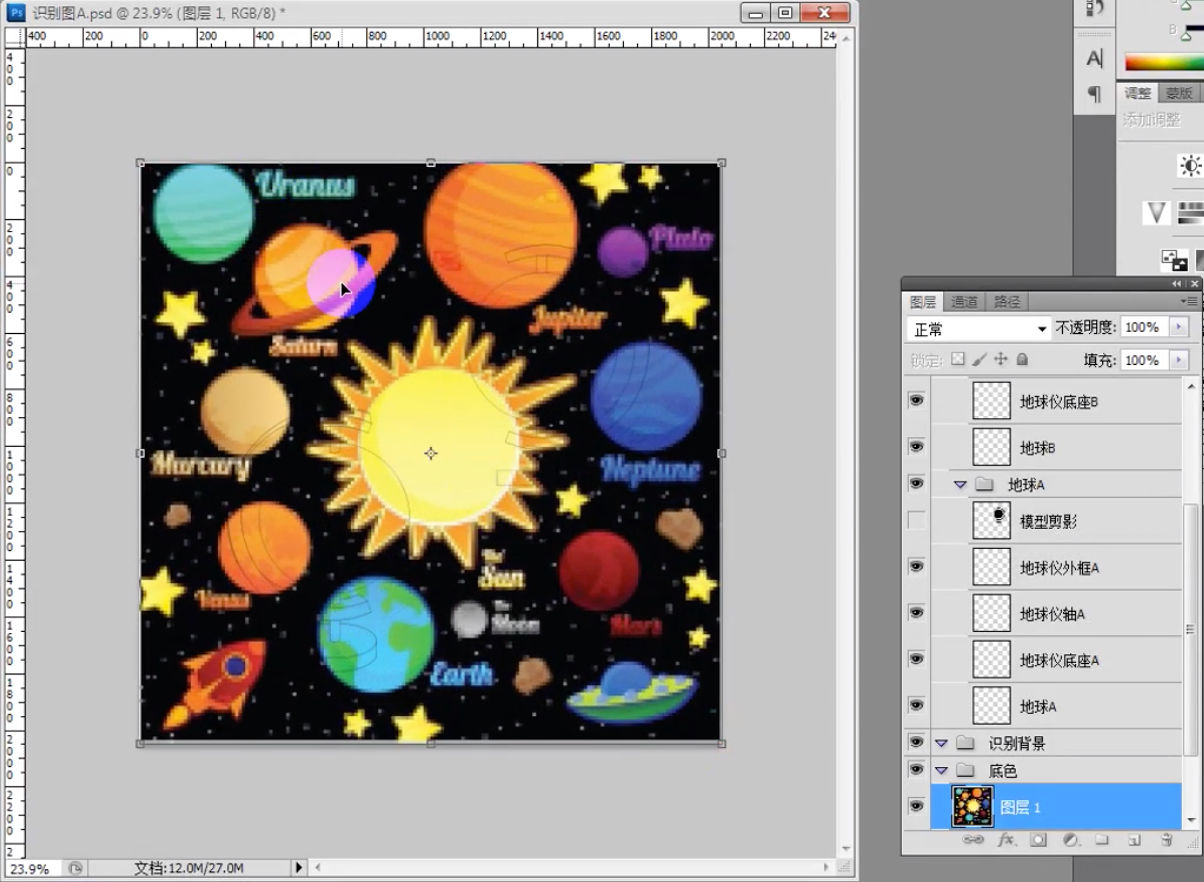 识别图A.psd @ 23.9% (图层 1, RGB/8) *
400 200 0 200 400 600 800 1000 1200 1400 1600 1800 2000 2200
Uranus
Pluto
Jupiter
Saturn
Marcury
Neptune
The
Sun
Venus
The
Moon
Mars
Earth
23.9% 文档:12.0M/27.0M
A
B
调整 蒙版
添加调整
图层 通道 路径
正常 不透明度: 100%
锁定: 填充: 100%
地球仪底座B
地球B
地球A
模型剪影
地球仪外框A
地球仪轴A
地球仪底座A
地球A
识别背景
底色
图层 1